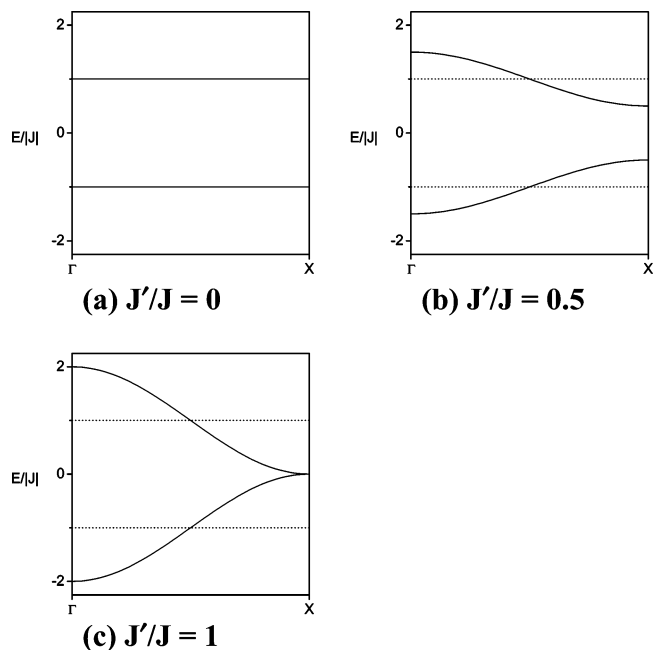 2
0
E/|J|
-2
Γ
X
(a) J′/J = 0
2
0
E/|J|
-2
Γ
X
(b) J′/J = 0.5
2
0
E/|J|
-2
Γ
X
(c) J′/J = 1